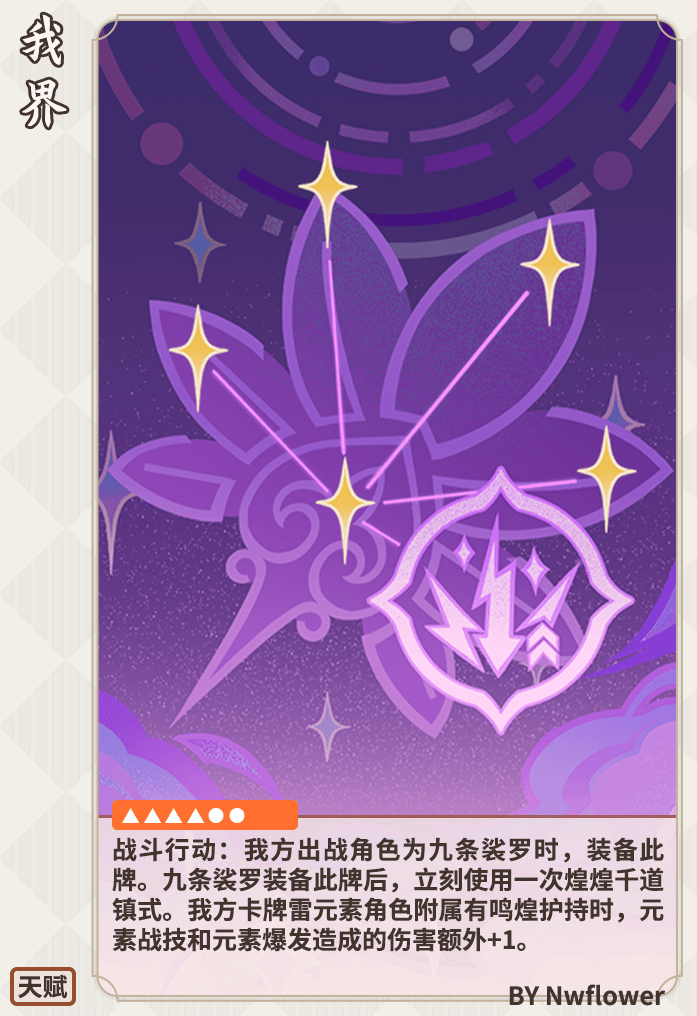 我界
战斗行动：我方出战角色为九条裟罗时，装备此
牌。九条裟罗装备此牌后，立刻使用一次煌煌千道
镇式。我方卡牌雷元素角色附属有鸣煌护持时，元
素战技和元素爆发造成的伤害额外+1。
天赋
BY Nwflower